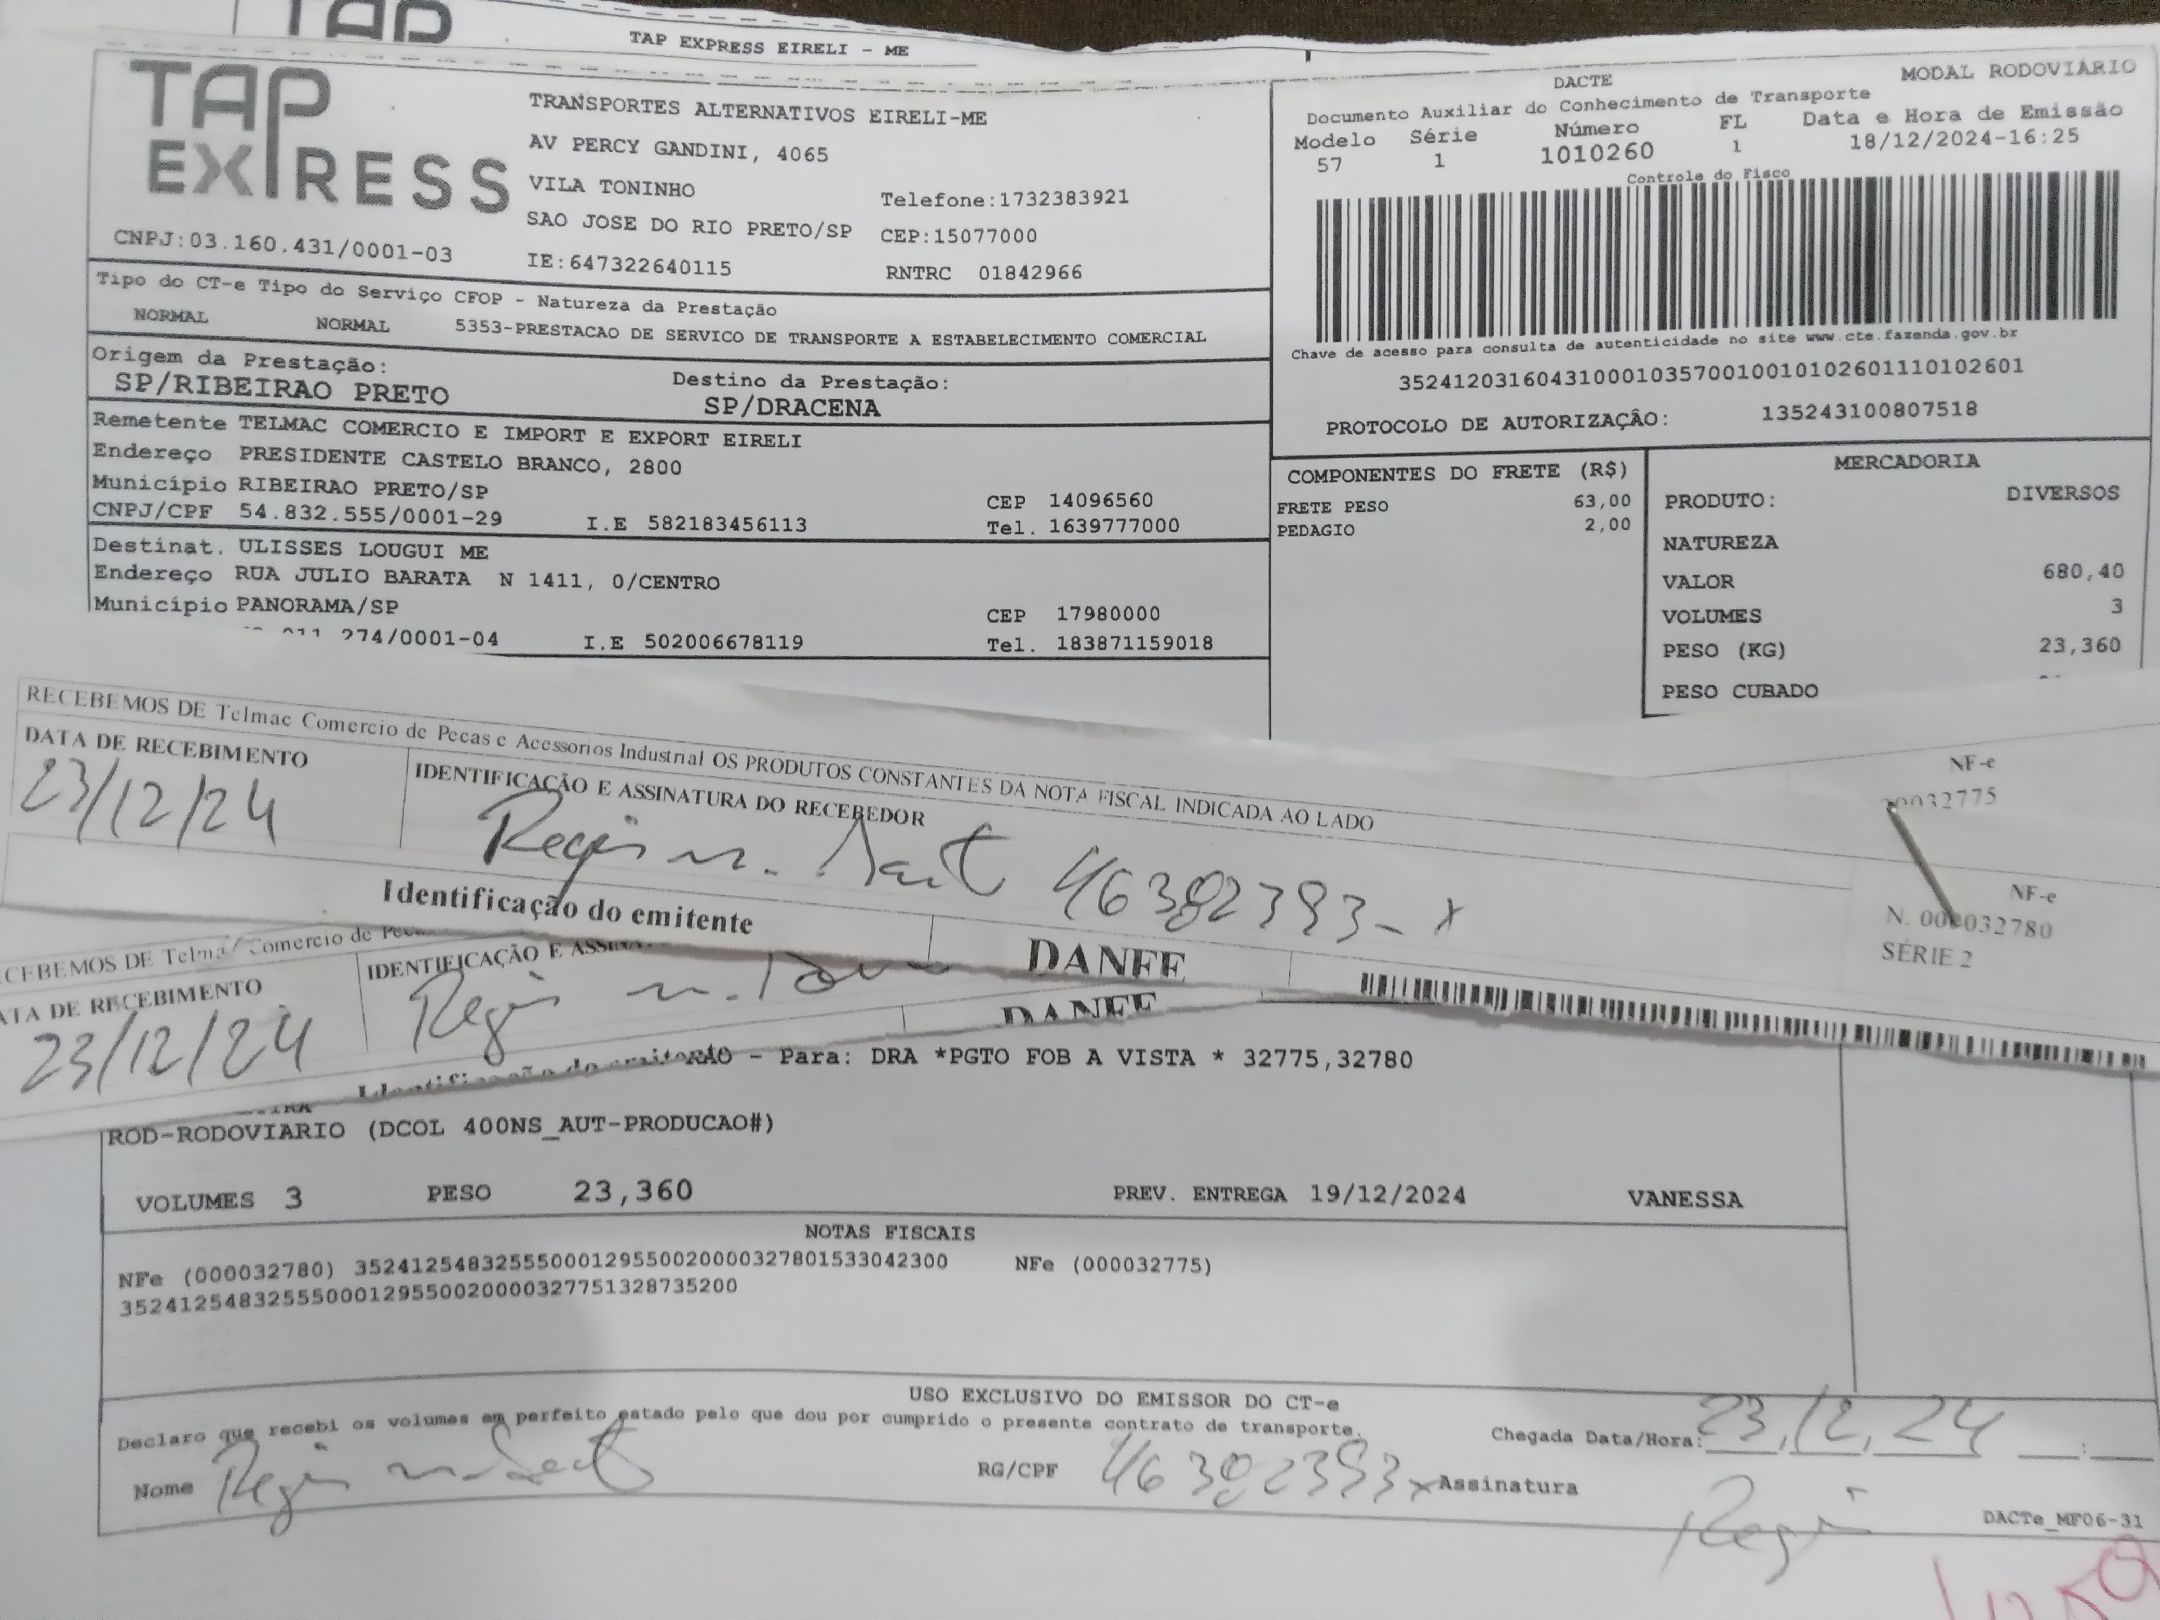 TAP
TAP EXPRESS EIRELI - ME
TAP
EXPRESS
CNPJ:03.160.431/0001-03
TRANSPORTES ALTERNATIVOS EIRELI-ME
AV PERCY GANDINI, 4065
VILA TONINHO
Telefone:1732383921
SAO JOSE DO RIO PRETO/SP CEP:15077000
IE:647322640115
RNTRC 01842966
DACTE
MODAL RODOVIÁRIO
Documento Auxiliar do Conhecimento de Transporte
Modelo Série Número FL Data e Hora de Emissão
57 1 1010260 1 18/12/2024-16:25
Controle do Fisco
Chave de acesso para consulta de autenticidade no site www.cte.fazenda.gov.br
35241203160431000103570010010102601110102601
PROTOCOLO DE AUTORIZAÇÃO: 135243100807518
Tipo do CT-e Tipo do Serviço CFOP - Natureza da Prestação
NORMAL NORMAL 5353-PRESTACAO DE SERVICO DE TRANSPORTE A ESTABELECIMENTO COMERCIAL
Origem da Prestação: Destino da Prestação:
SP/RIBEIRAO PRETO SP/DRACENA
Remetente TELMAC COMERCIO E IMPORT E EXPORT EIRELI
Endereço PRESIDENTE CASTELO BRANCO, 2800
Município RIBEIRAO PRETO/SP CEP 14096560
CNPJ/CPF 54.832.555/0001-29 I.E 582183456113 Tel. 1639777000
Destinat. ULISSES LOUGUI ME
Endereço RUA JULIO BARATA N 1411, 0/CENTRO
Município PANORAMA/SP CEP 17980000
274/0001-04 I.E 502006678119 Tel. 183871159018
COMPONENTES DO FRETE (R$)
FRETE PESO 63,00
PEDAGIO 2,00
MERCADORIA
PRODUTO: DIVERSOS
NATUREZA
VALOR 680,40
VOLUMES 3
PESO (KG) 23,360
PESO CUBADO
RECEBEMOS DE Telmac Comercio de Pecas e Acessorios Industrial OS PRODUTOS CONSTANTES DA NOTA FISCAL INDICADA AO LADO
DATA DE RECEBIMENTO
23/12/24
IDENTIFICAÇÃO E ASSINATURA DO RECEBEDOR
46382393-x
NF-e
32775
NF-e
N. 000032780
SÉRIE 2
Identificação do emitente
DANFE
DE Telma Comercio de
DE RECEBIMENTO
23/12/24
IDENTIFICAÇÃO E
DANFE
- Para: DRA *PGTO FOB A VISTA * 32775,32780
ROD-RODOVIARIO (DCOL 400NS_AUT-PRODUCAO#)
VOLUMES 3 PESO 23,360 PREV. ENTREGA 19/12/2024 VANESSA
NOTAS FISCAIS
NFe (000032780) 35241254832555000129550020000327801533042300 NFe (000032775)
35241254832555000129550020000327751328735200
USO EXCLUSIVO DO EMISSOR DO CT-e
Declaro que recebi os volumes em perfeito estado pelo que dou por cumprido o presente contrato de transporte.
Chegada Data/Hora: 23,12,24
Nome
RG/CPF 46382393x
Assinatura
DACTe_MF06-31